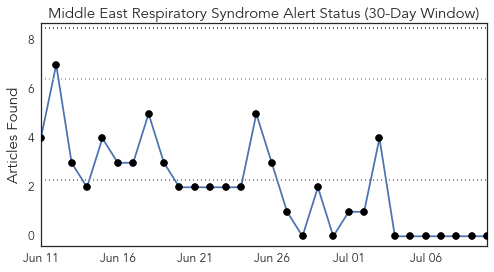 Middle East Respiratory Syndrome Alert Status (30-Day Window)
Articles Found
8
6
4
2
0
Jun 11 Jun 16 Jun 21 Jun 26 Jul 01 Jul 06